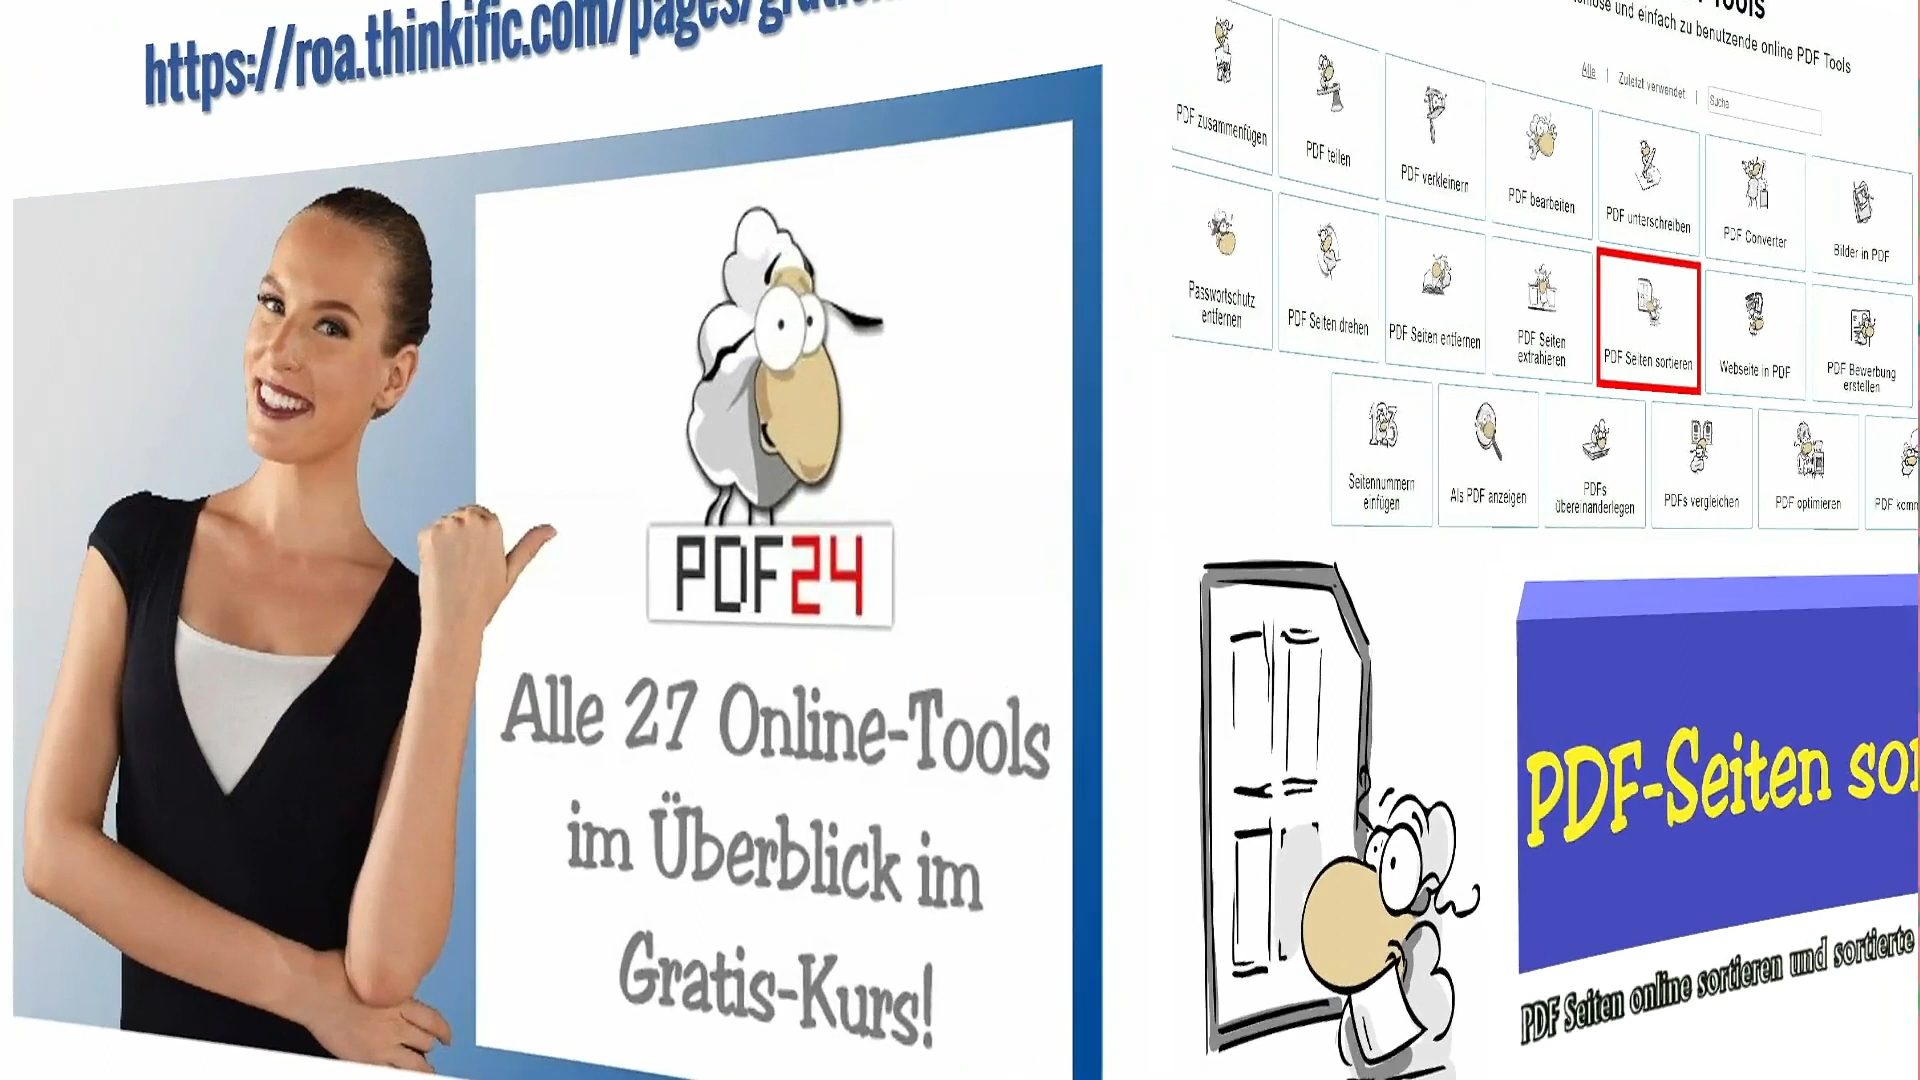 https://roa.thinkific.com/pages/
PDF24
Alle 27 Online-Tools
im Überblick im
Gratis-Kurs!
Tools
und einfach zu benutzende online PDF Tools
Alle | Zuletzt verwendet | Suche
PDF zusammenfügen
PDF teilen
PDF verkleinern
PDF bearbeiten
PDF unterschreiben
PDF Converter
Bilder in PDF
Passwortschutz
entfernen
PDF Seiten drehen
PDF Seiten entfernen
PDF Seiten
extrahieren
PDF Seiten sortieren
Webseite in PDF
PDF Bewerbung
erstellen
Seitennummern
einfügen
Als PDF anzeigen
PDFs
übereinanderlegen
PDFs vergleichen
PDF optimieren
PDF
PDF-Seiten
PDF Seiten online sortieren und sortierte